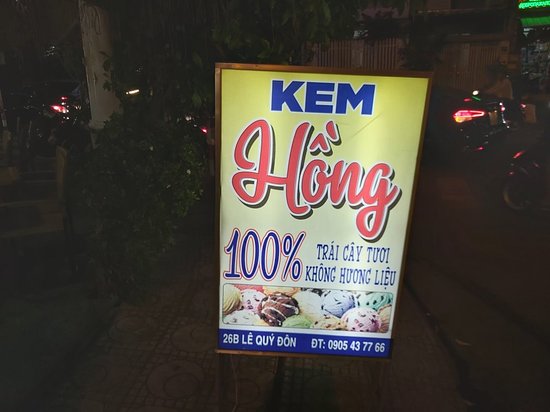 KEM
Hồng
100% TRÁI CÂY TƯƠI
KHÔNG HƯƠNG LIỆU
26B LÊ QUÝ ĐÔN ĐT: 0905 43 77 66